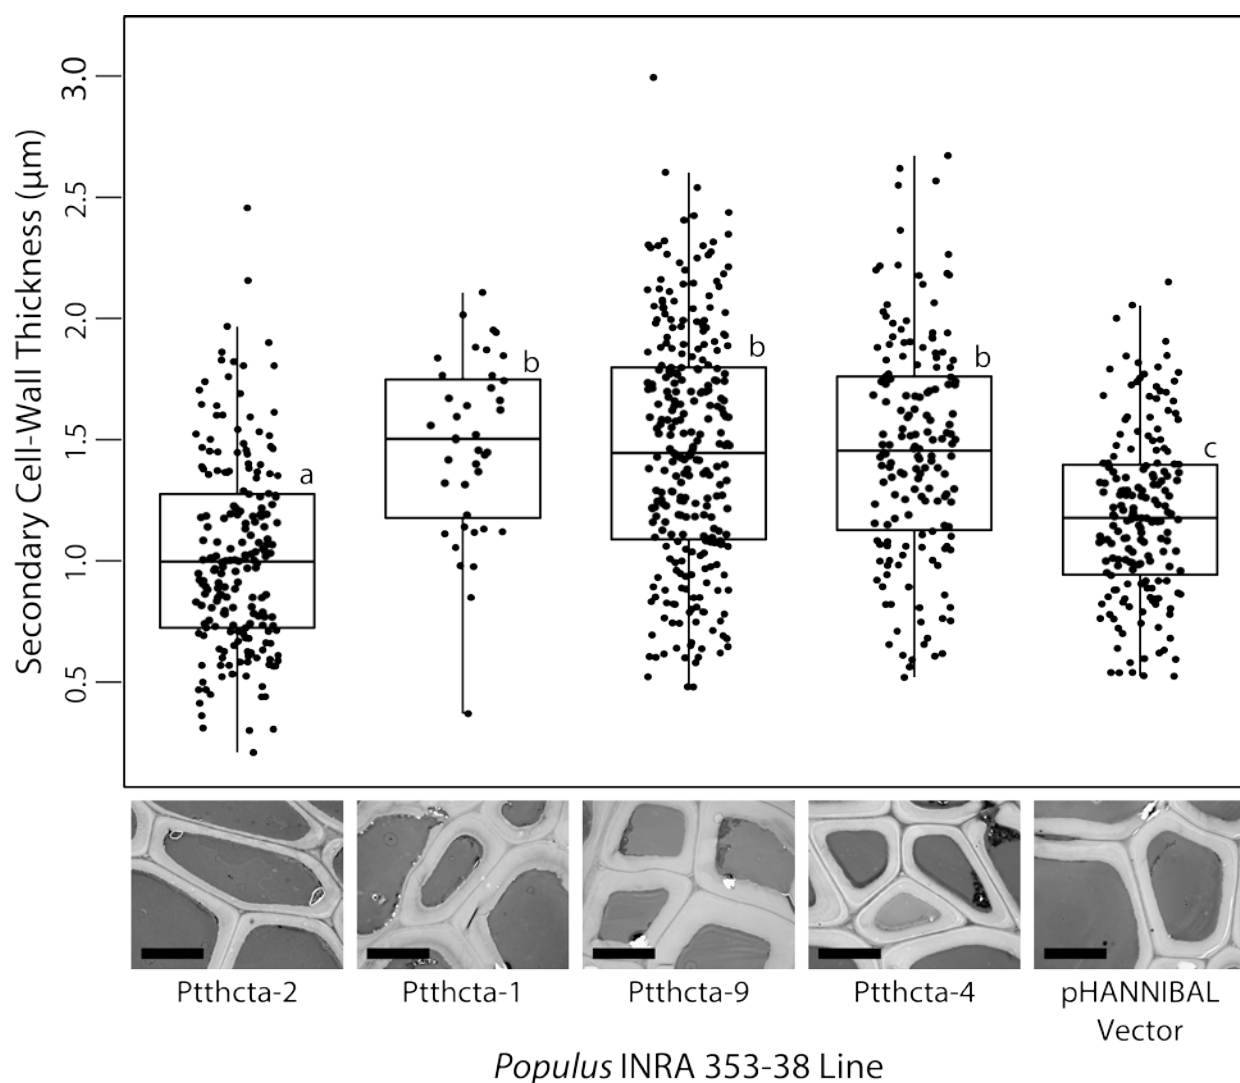 Secondary Cell-Wall Thickness (μm)
3.0
2.5
2.0
1.5
1.0
0.5
a
b
b
b
c
Ptthcta-2
Ptthcta-1
Ptthcta-9
Ptthcta-4
pHANNIBAL
Vector
Populus INRA 353-38 Line